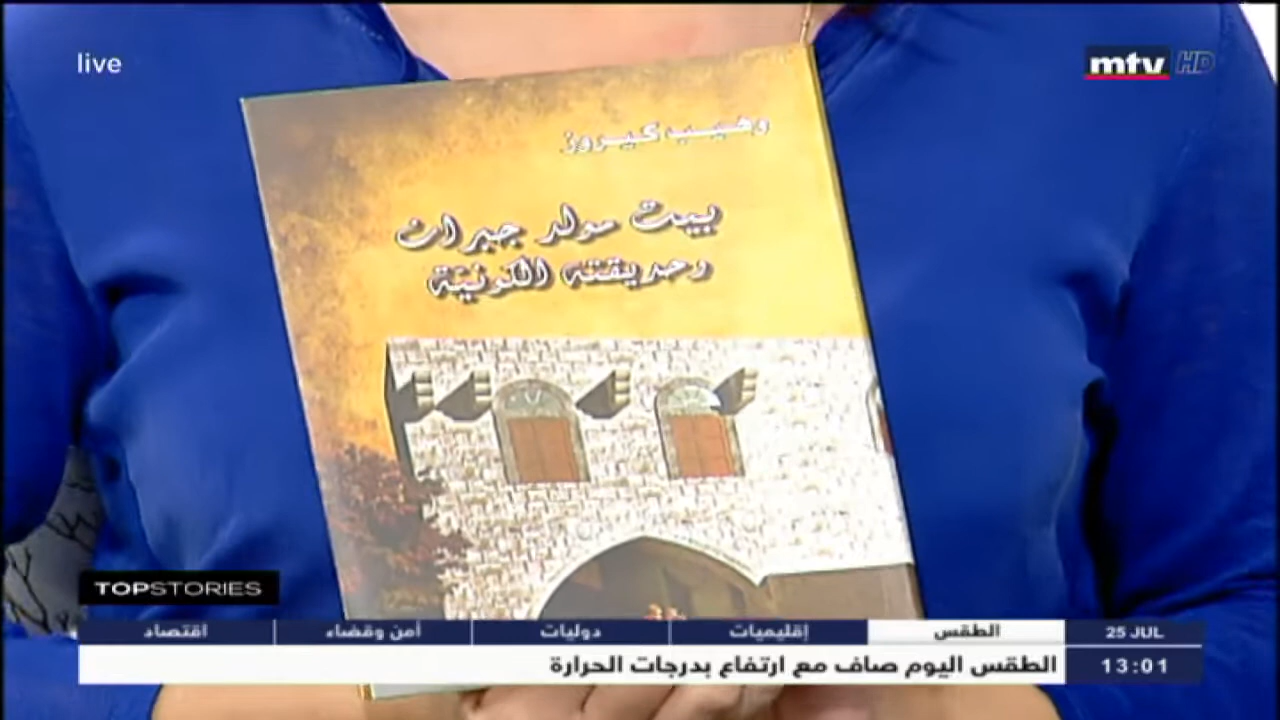 live
mtv HD
وهيب كيروز
بيت مولد جبران
وحديقته الكونيّة
TOPSTORIES
25 JUL
الطقس
إقليميات
دوليات
أمن وقضاء
اقتصاد
13:01
الطقس اليوم صاف مع ارتفاع بدرجات الحرارة